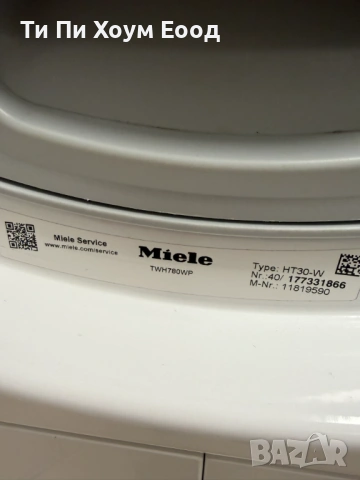 Ти Пи Хоум Еоод
Miele Service
www.miele.com/service
Miele
TWH780WP
Type: HT30-W
Nr.:40/ 177331866
M-Nr.: 11819590
BAZAR